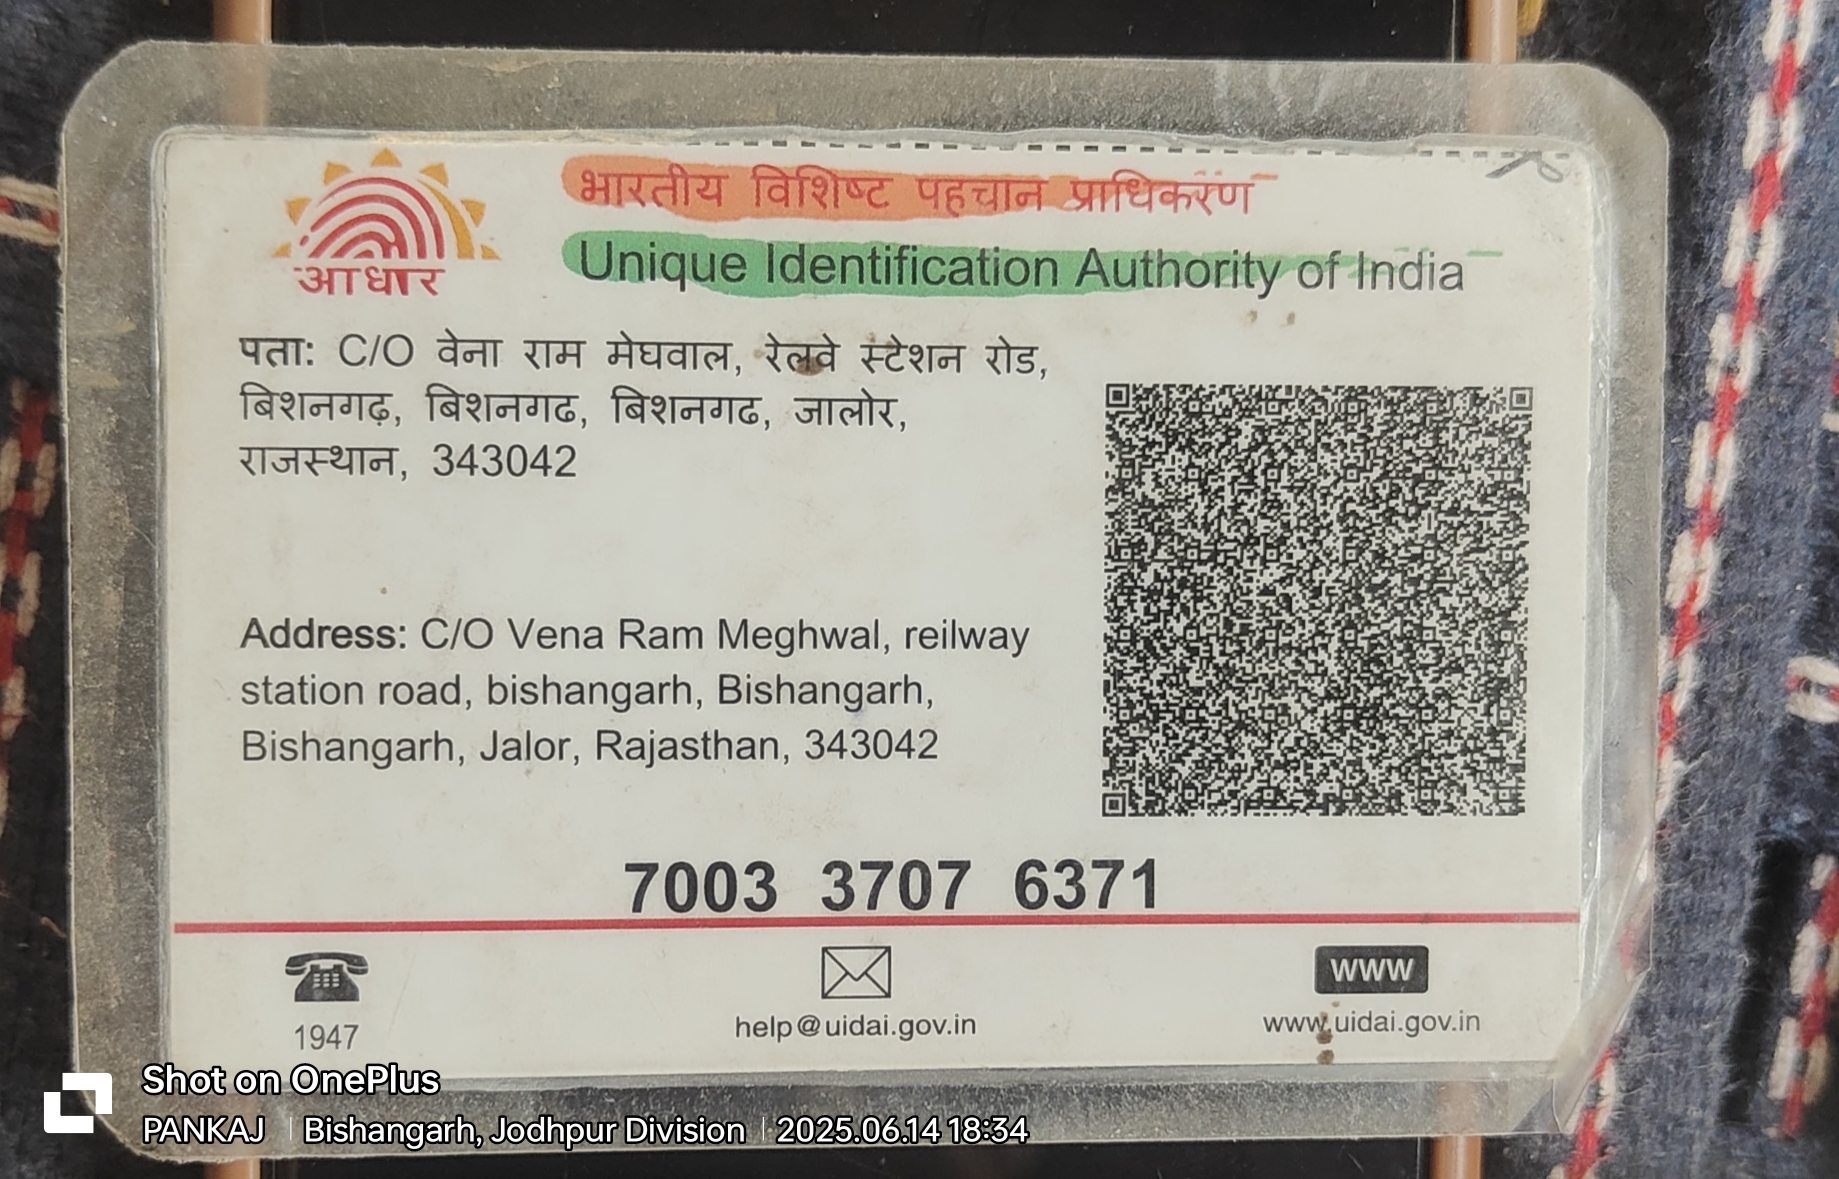 आधार
भारतीय विशिष्ट पहचान प्राधिकरण
Unique Identification Authority of India
पता: C/O वेना राम मेघवाल, रेलवे स्टेशन रोड,
बिशनगढ़, बिशनगढ, बिशनगढ, जालोर,
राजस्थान, 343042
Address: C/O Vena Ram Meghwal, reilway
station road, bishangarh, Bishangarh,
Bishangarh, Jalor, Rajasthan, 343042
7003 3707 6371
1947
help@uidai.gov.in
WWW
www.uidai.gov.in
Shot on OnePlus
PANKAJ | Bishangarh, Jodhpur Division | 2025.06.14 18:34